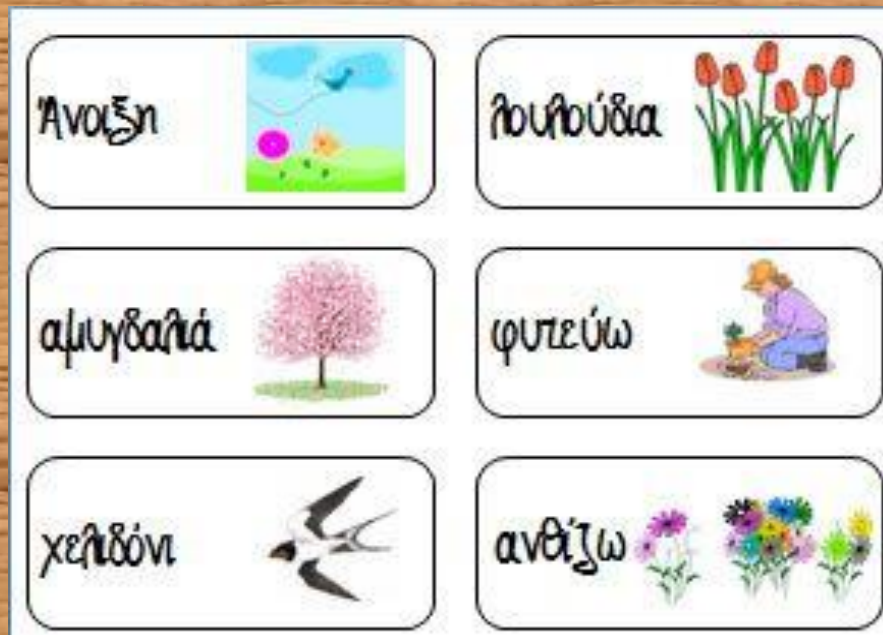 Άνοιξη
λουλούδια
αμυγδαλιά
φυτεύω
χελιδόνι
ανθίζω